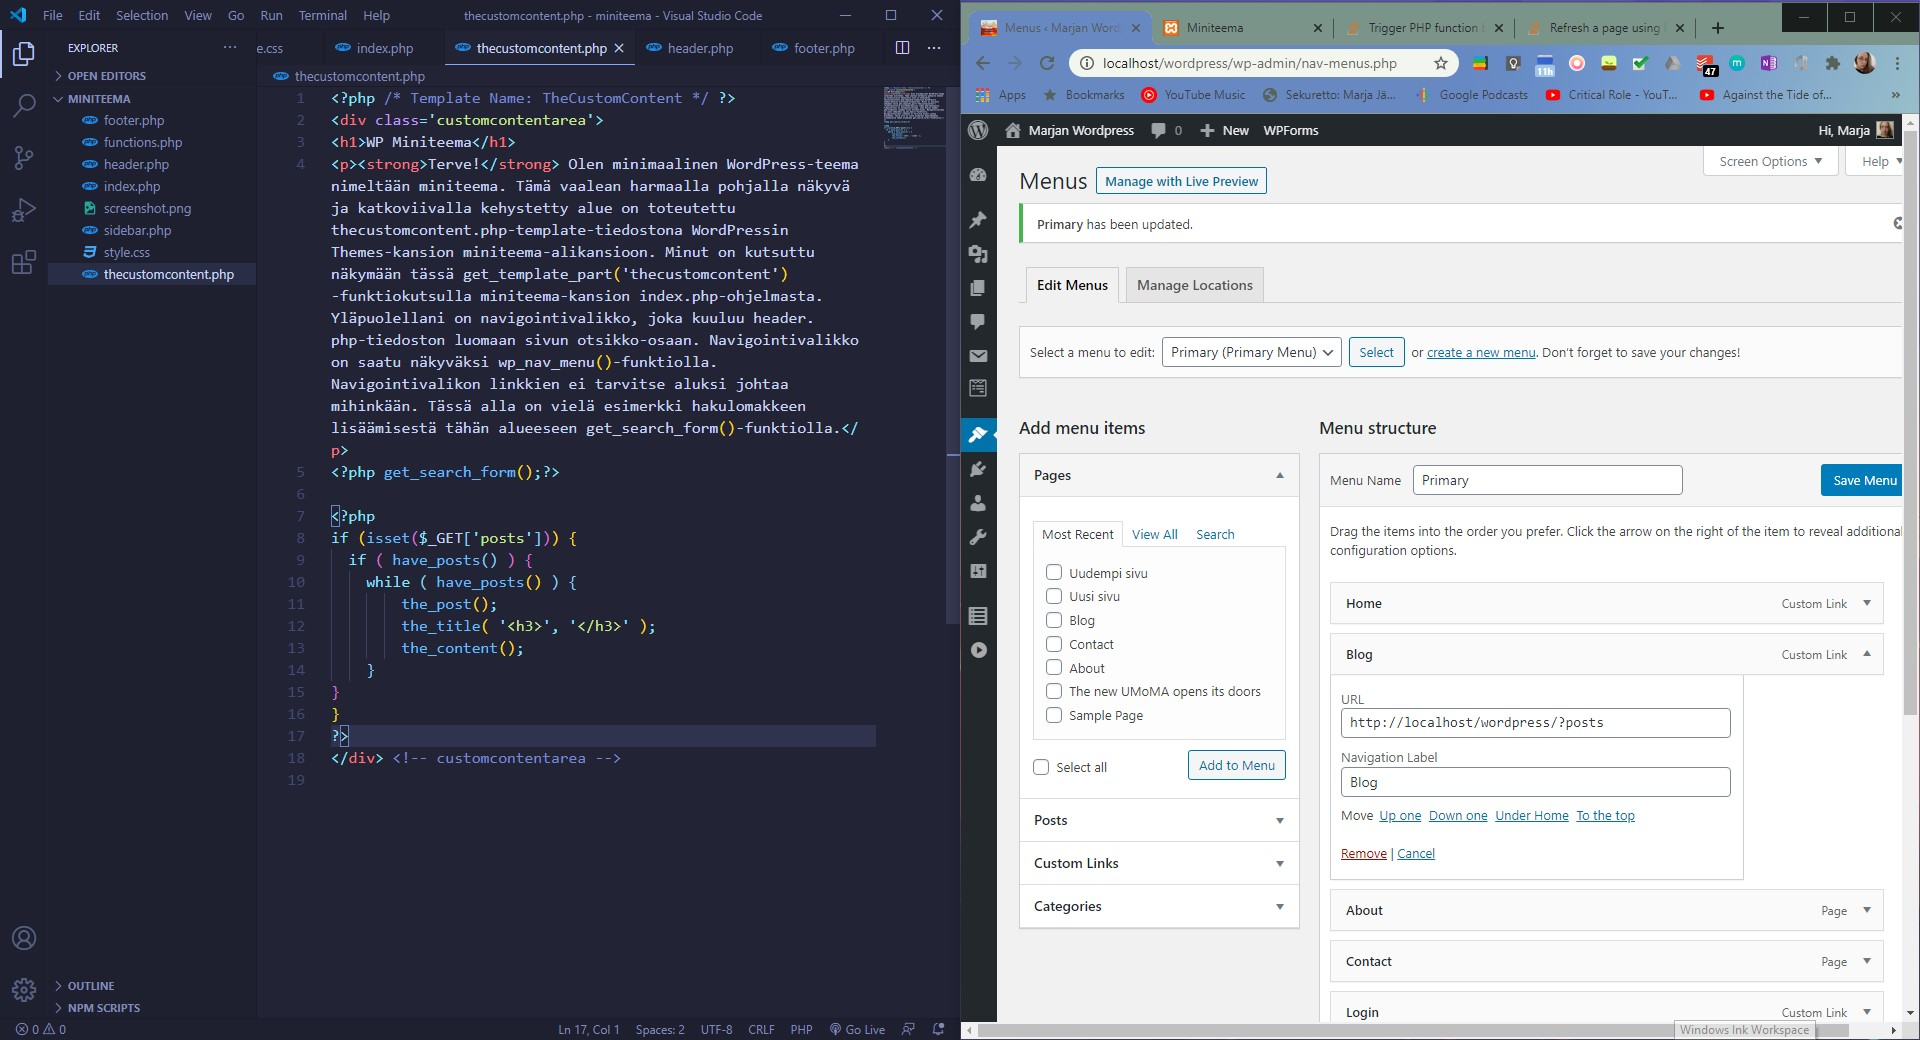 File Edit Selection View Go Run Terminal Help thecustomcontent.php - miniteema - Visual Studio Code
EXPLORER
e.css index.php thecustomcontent.php header.php footer.php
OPEN EDITORS
thecustomcontent.php
MINITEEMA
footer.php
functions.php
header.php
index.php
screenshot.png
sidebar.php
style.css
thecustomcontent.php
OUTLINE
NPM SCRIPTS
1 <?php /* Template Name: TheCustomContent */ ?>
2 <div class='customcontentarea'>
3 <h1>WP Miniteema</h1>
4 <p><strong>Terve!</strong> Olen minimaalinen WordPress-teema
nimeltään miniteema. Tämä vaalean harmaalla pohjalla näkyvä
ja katkoviivalla kehystetty alue on toteutettu
thecustomcontent.php-template-tiedostona WordPressin
Themes-kansion miniteema-alikansioon. Minut on kutsuttu
näkymään tässä get_template_part('thecustomcontent')
-funktiokutsulla miniteema-kansion index.php-ohjelmasta.
Yläpuolellani on navigointivalikko, joka kuuluu header.
php-tiedoston luomaan sivun otsikko-osaan. Navigointivalikko
on saatu näkyväksi wp_nav_menu()-funktiolla.
Navigointivalikon linkkien ei tarvitse aluksi johtaa
mihinkään. Tässä alla on vielä esimerkki hakulomakkeen
lisäämisestä tähän alueeseen get_search_form()-funktiolla.</
p>
5 <?php get_search_form();?>
6
7 <?php
8 if (isset($_GET['posts'])) {
9 if ( have_posts() ) {
10 while ( have_posts() ) {
11 the_post();
12 the_title( '<h3>', '</h3>' );
13 the_content();
14 }
15 }
16 }
17 ?>
18 </div> <!-- customcontentarea -->
19
0 0 Ln 17, Col 1 Spaces: 2 UTF-8 CRLF PHP Go Live
Menus ‹ Marjan Word Miniteema Trigger PHP function Refresh a page using
localhost/wordpress/wp-admin/nav-menus.php 11h 47
Apps Bookmarks YouTube Music Sekuretto: Marja Jä... Google Podcasts Critical Role - YouT... Against the Tide of... »
Marjan Wordpress 0 New WPForms Hi, Marja
Screen Options Help
Menus Manage with Live Preview
Primary has been updated.
Edit Menus Manage Locations
Select a menu to edit: Primary (Primary Menu) Select or create a new menu. Don't forget to save your changes!
Add menu items
Pages
Most Recent View All Search
Uudempi sivu
Uusi sivu
Blog
Contact
About
The new UMoMA opens its doors
Sample Page
Select all Add to Menu
Posts
Custom Links
Categories
Menu structure
Menu Name Primary Save Menu
Drag the items into the order you prefer. Click the arrow on the right of the item to reveal additional
configuration options.
Home Custom Link
Blog Custom Link
URL
http://localhost/wordpress/?posts
Navigation Label
Blog
Move Up one Down one Under Home To the top
Remove | Cancel
About Page
Contact Page
Login Custom Link
Windows Ink Workspace